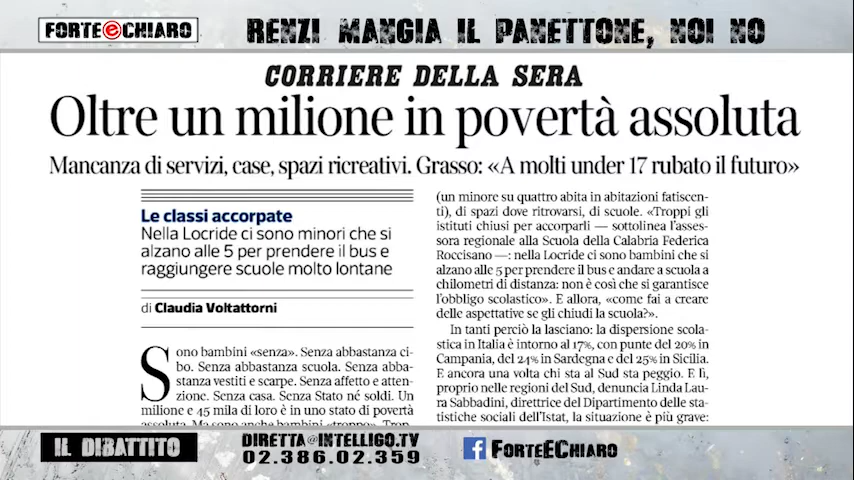 FORTE e CHIARO
RENZI MANGIA IL PANETTONE, NOI NO
CORRIERE DELLA SERA
Oltre un milione in povertà assoluta
Mancanza di servizi, case, spazi ricreativi. Grasso: «A molti under 17 rubato il futuro»
Le classi accorpate
Nella Locride ci sono minori che si
alzano alle 5 per prendere il bus e
raggiungere scuole molto lontane
di Claudia Voltattorni
Sono bambini «senza». Senza abbastanza ci-
bo. Senza abbastanza scuola. Senza abba-
stanza vestiti e scarpe. Senza affetto e atten-
zione. Senza casa. Senza Stato né soldi. Un
milione e 45 mila di loro è in uno stato di povertà
assoluta. Ma sono anche bambini «troppo». Trop-
(un minore su quattro abita in abitazioni fatiscen-
ti), di spazi dove ritrovarsi, di scuole. «Troppi gli
istituti chiusi per accorparli — sottolinea l'asses-
sora regionale alla Scuola della Calabria Federica
Roccisano —: nella Locride ci sono bambini che si
alzano alle 5 per prendere il bus e andare a scuola a
chilometri di distanza: non è così che si garantisce
l'obbligo scolastico». E allora, «come fai a creare
delle aspettative se gli chiudi la scuola?».
In tanti perciò la lasciano: la dispersione scola-
stica in Italia è intorno al 17%, con punte del 20% in
Campania, del 24% in Sardegna e del 25% in Sicilia.
E ancora una volta chi sta al Sud sta peggio. E lì,
proprio nelle regioni del Sud, denuncia Linda Lau-
ra Sabbadini, direttrice del Dipartimento delle sta-
tistiche sociali dell'Istat, la situazione è più grave:
IL DIBATTITO
DIRETTA@INTELLIGO.TV
02.386.02.359
f FORTEECHIARO